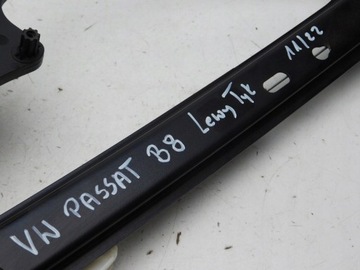 VW PASSAT B8 Lewy Tył 11/22